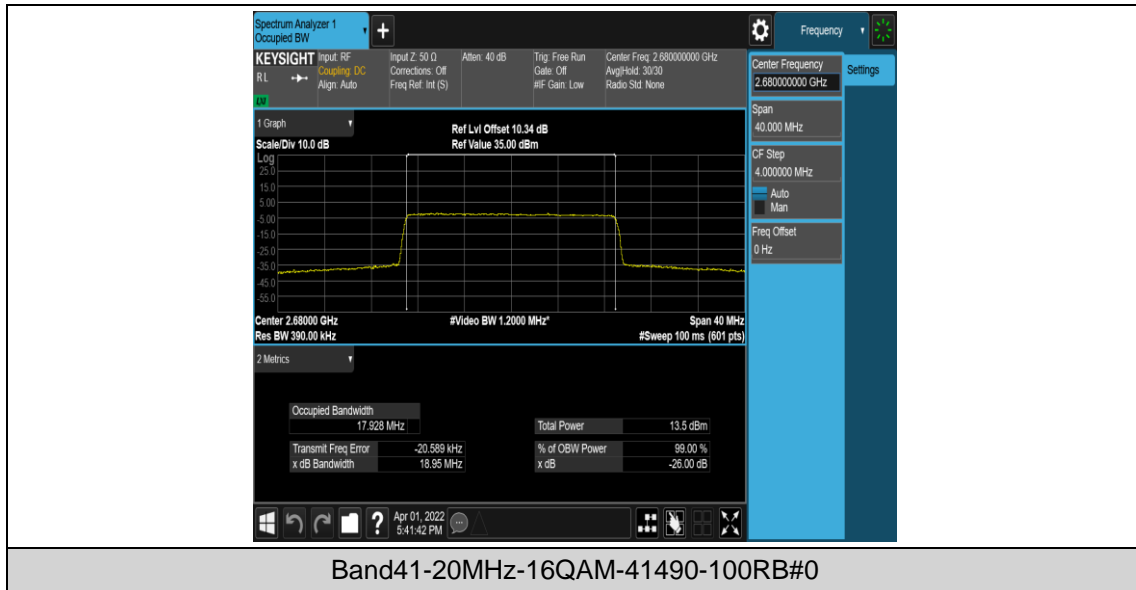 Spectrum Analyzer 1
Occupied BW
+
Frequency
KEYSIGHT Input: RF
R L Coupling: DC
Align: Auto
LXI
Input Z: 50 Ω
Corrections: Off
Freq Ref: Int (S)
Atten: 40 dB
Trig: Free Run
Gate: Off
#IF Gain: Low
Center Freq: 2.680000000 GHz
Avg|Hold: 30/30
Radio Std: None
Center Frequency
2.680000000 GHz
Settings
Span
40.000 MHz
CF Step
4.000000 MHz
Auto
Man
Freq Offset
0 Hz
1 Graph
Ref Lvl Offset 10.34 dB
Scale/Div 10.0 dB
Ref Value 35.00 dBm
Log
25.0
15.0
5.00
-5.00
-15.0
-25.0
-35.0
-45.0
-55.0
Center 2.68000 GHz
#Video BW 1.2000 MHz*
Span 40 MHz
Res BW 390.00 kHz
#Sweep 100 ms (601 pts)
2 Metrics
Occupied Bandwidth
17.928 MHz
Total Power 13.5 dBm
Transmit Freq Error -20.589 kHz
% of OBW Power 99.00 %
x dB Bandwidth 18.95 MHz
x dB -26.00 dB
?
Apr 01, 2022
5:41:42 PM
Band41-20MHz-16QAM-41490-100RB#0